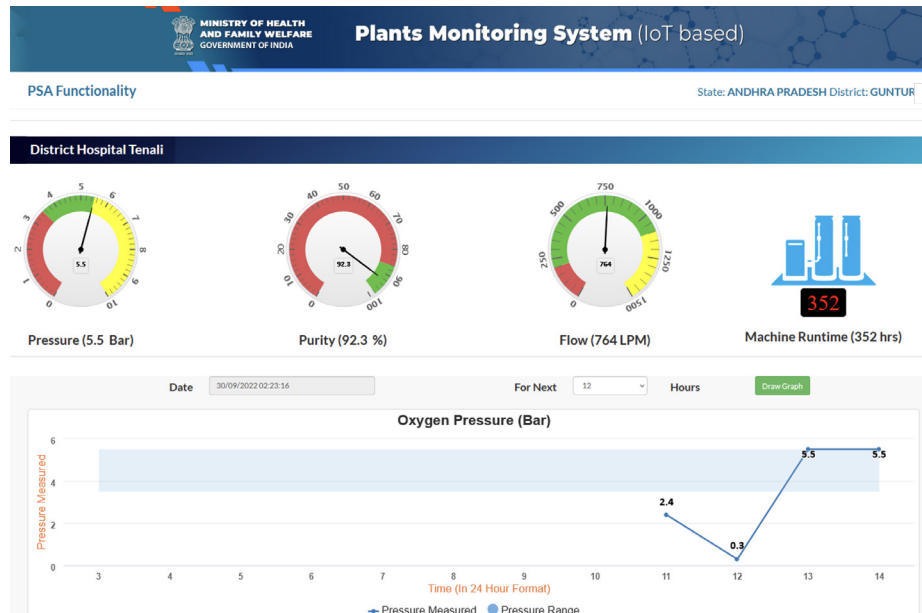 MINISTRY OF HEALTH
AND FAMILY WELFARE
GOVERNMENT OF INDIA
Plants Monitoring System (IoT based)
PSA Functionality
State: ANDHRA PRADESH District: GUNTUR
District Hospital Tenali
0 1 2 3 4 5 6 7 8 9 10
5.5
10 20 30 40 50 60 70 80 90 100
92.3
0 250 500 750 1000 1250 1500
764
352
Pressure (5.5 Bar)
Purity (92.3 %)
Flow (764 LPM)
Machine Runtime (352 hrs)
Date 30/09/2022 02:23:16 For Next 12 Hours Draw Graph
Oxygen Pressure (Bar)
Pressure Measured
6
4
2
0
2.4
0.3
5.5
5.5
3 4 5 6 7 8 9 10 11 12 13 14
Time (In 24 Hour Format)
Pressure Measured Pressure Range